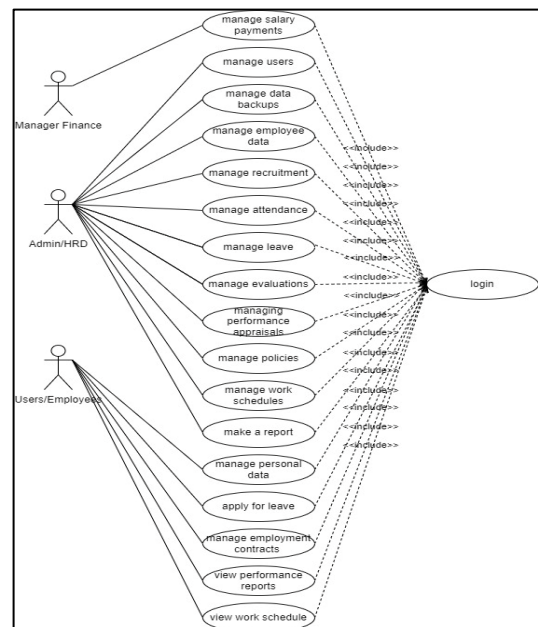 manage salary
payments
manage users
Manager Finance
manage data
backups
manage employee
data
<<include>>
<<include>>
manage recruitment
<<include>>
<<include>>
manage attendance
<<include>>
Admin/HRD
<<include>>
manage leave
<<include>>
<<include>>
manage evaluations
login
<<include>>
<<include>>
managing
performance
appraisals
<<include>>
manage policies
<<include>>
<<include>>
manage work
schedules
<<include>>
Users/Employees
<<include>>
make a report
<<include>>
<<include>>
manage personal
data
apply for leave
manage employment
contracts
view performance
reports
view work schedule